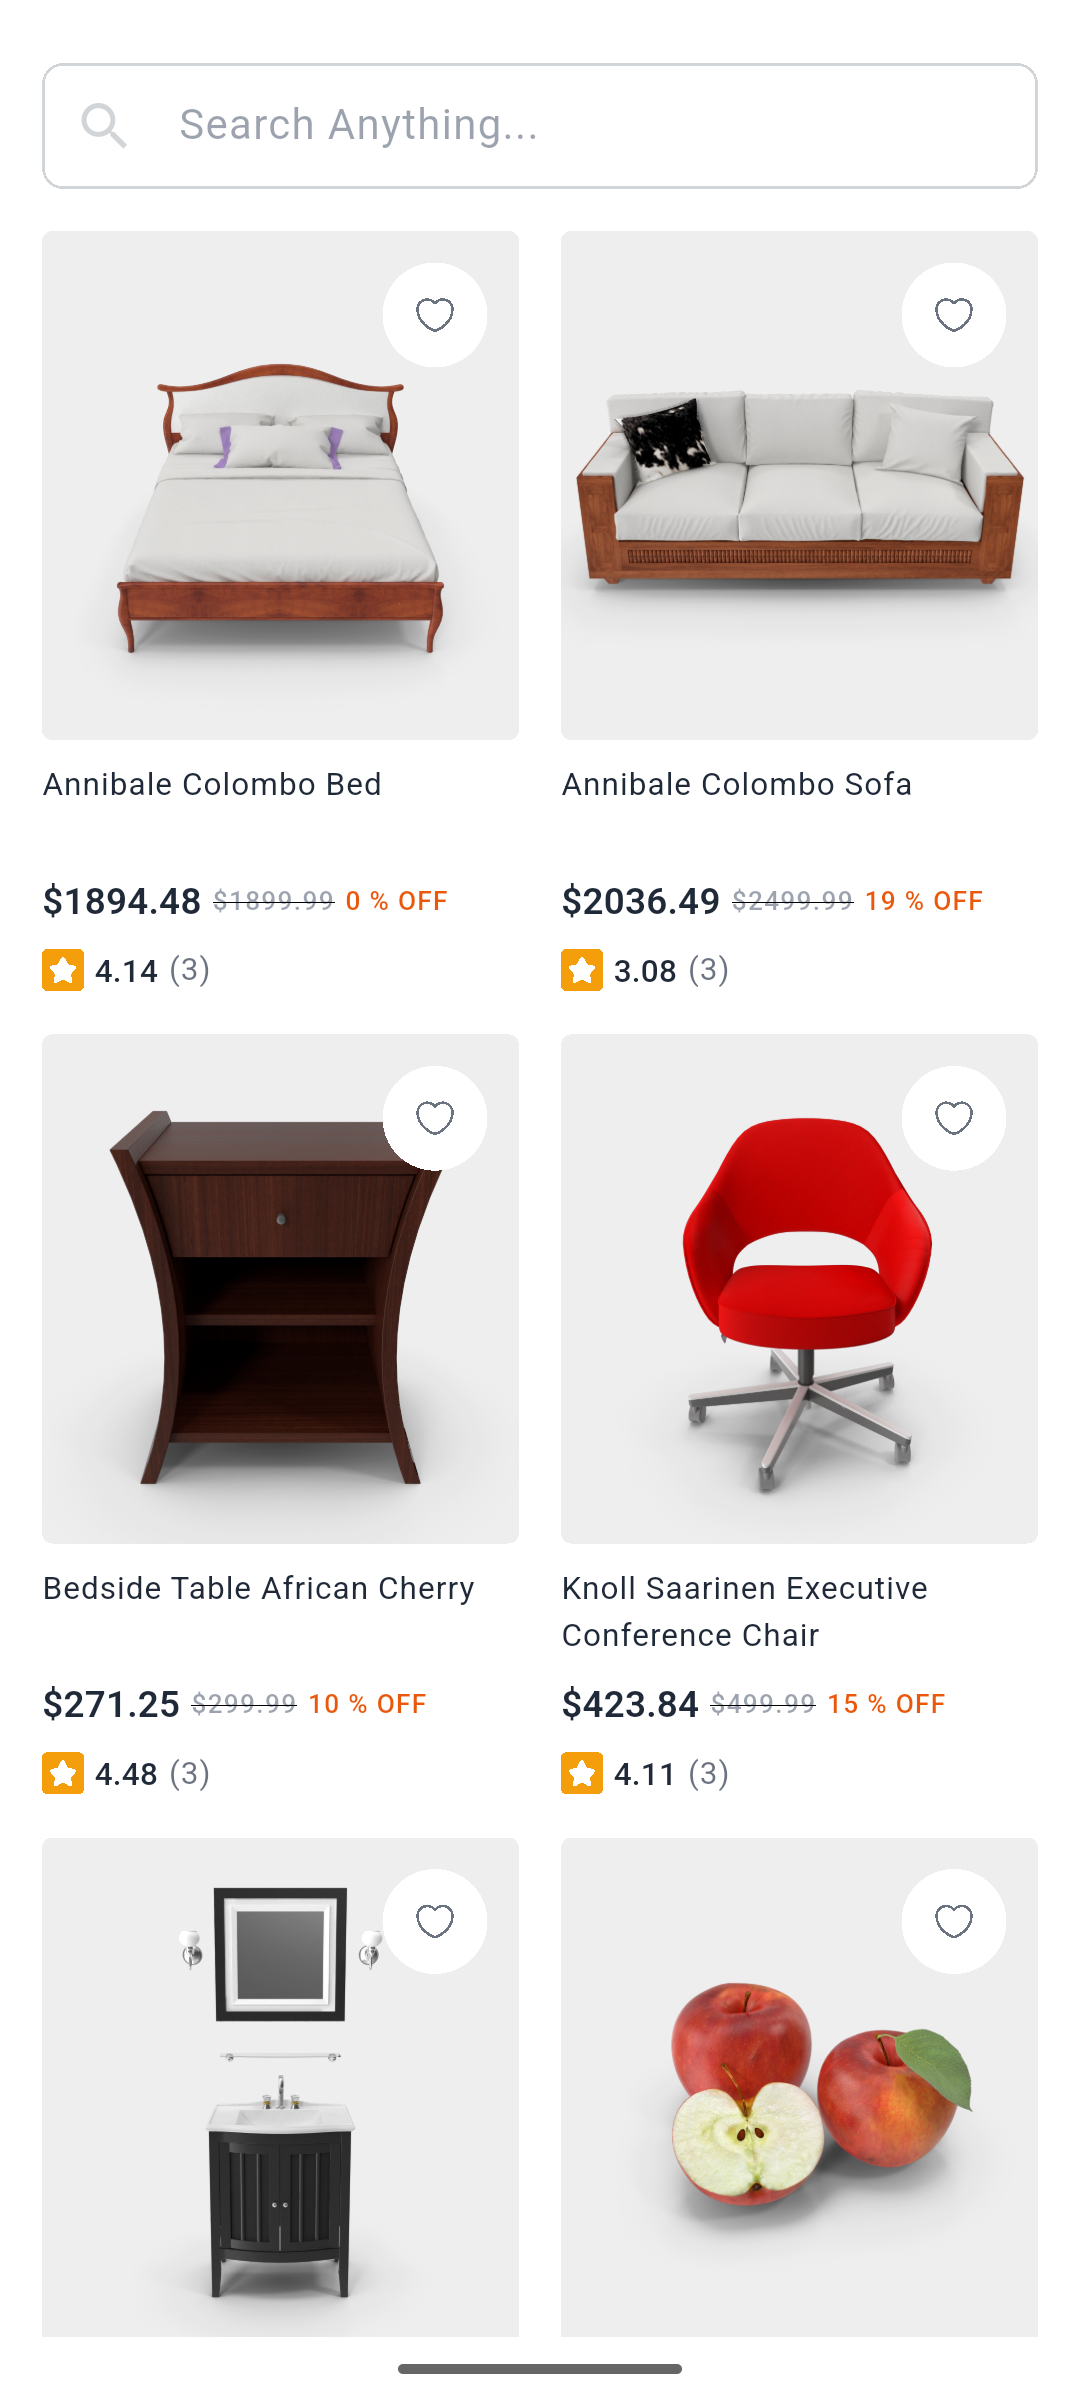 Search Anything...
Annibale Colombo Bed
$1894.48 $1899.99 0 % OFF
4.14 (3)
Annibale Colombo Sofa
$2036.49 $2499.99 19 % OFF
3.08 (3)
Bedside Table African Cherry
$271.25 $299.99 10 % OFF
4.48 (3)
Knoll Saarinen Executive
Conference Chair
$423.84 $499.99 15 % OFF
4.11 (3)